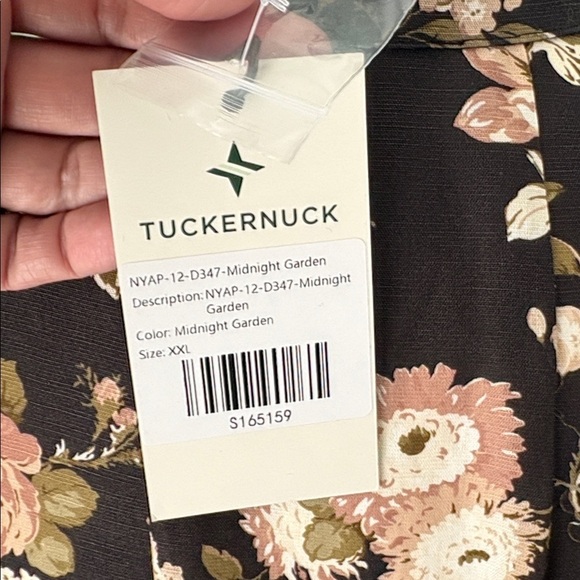 TUCKERNUCK
NYAP-12-D347-Midnight Garden
Description: NYAP-12-D347-Midnight
Garden
Color: Midnight Garden
Size: XXL
S165159